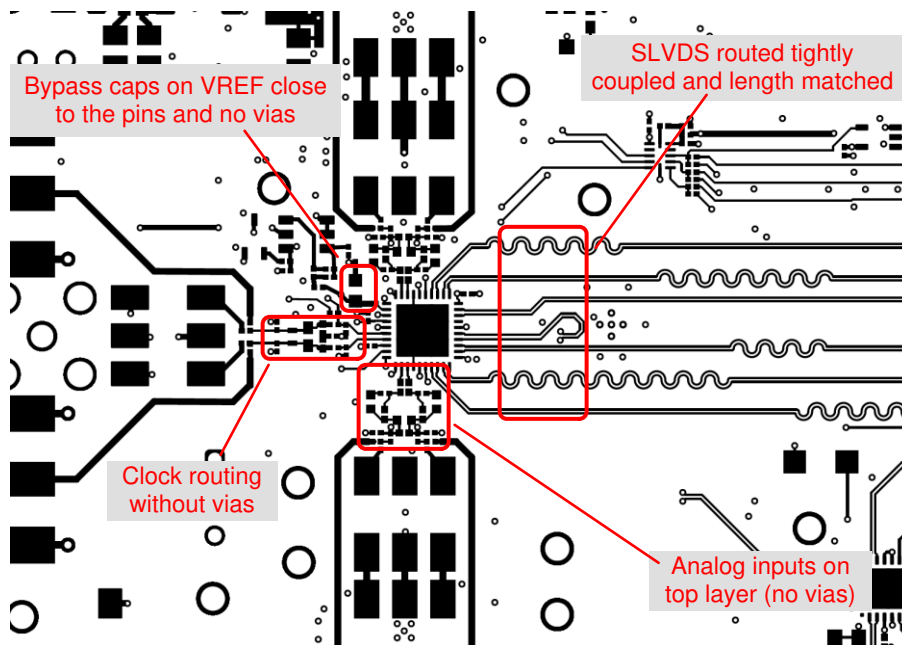 Bypass caps on VREF close
to the pins and no vias
SLVDS routed tightly
coupled and length matched
Clock routing
without vias
Analog inputs on
top layer (no vias)